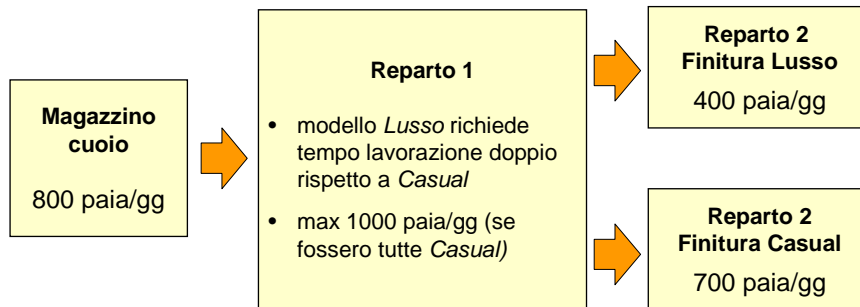 Magazzino
cuoio
800 paia/gg
Reparto 1
• modello Lusso richiede
tempo lavorazione doppio
rispetto a Casual
• max 1000 paia/gg (se
fossero tutte Casual)
Reparto 2
Finitura Lusso
400 paia/gg
Reparto 2
Finitura Casual
700 paia/gg